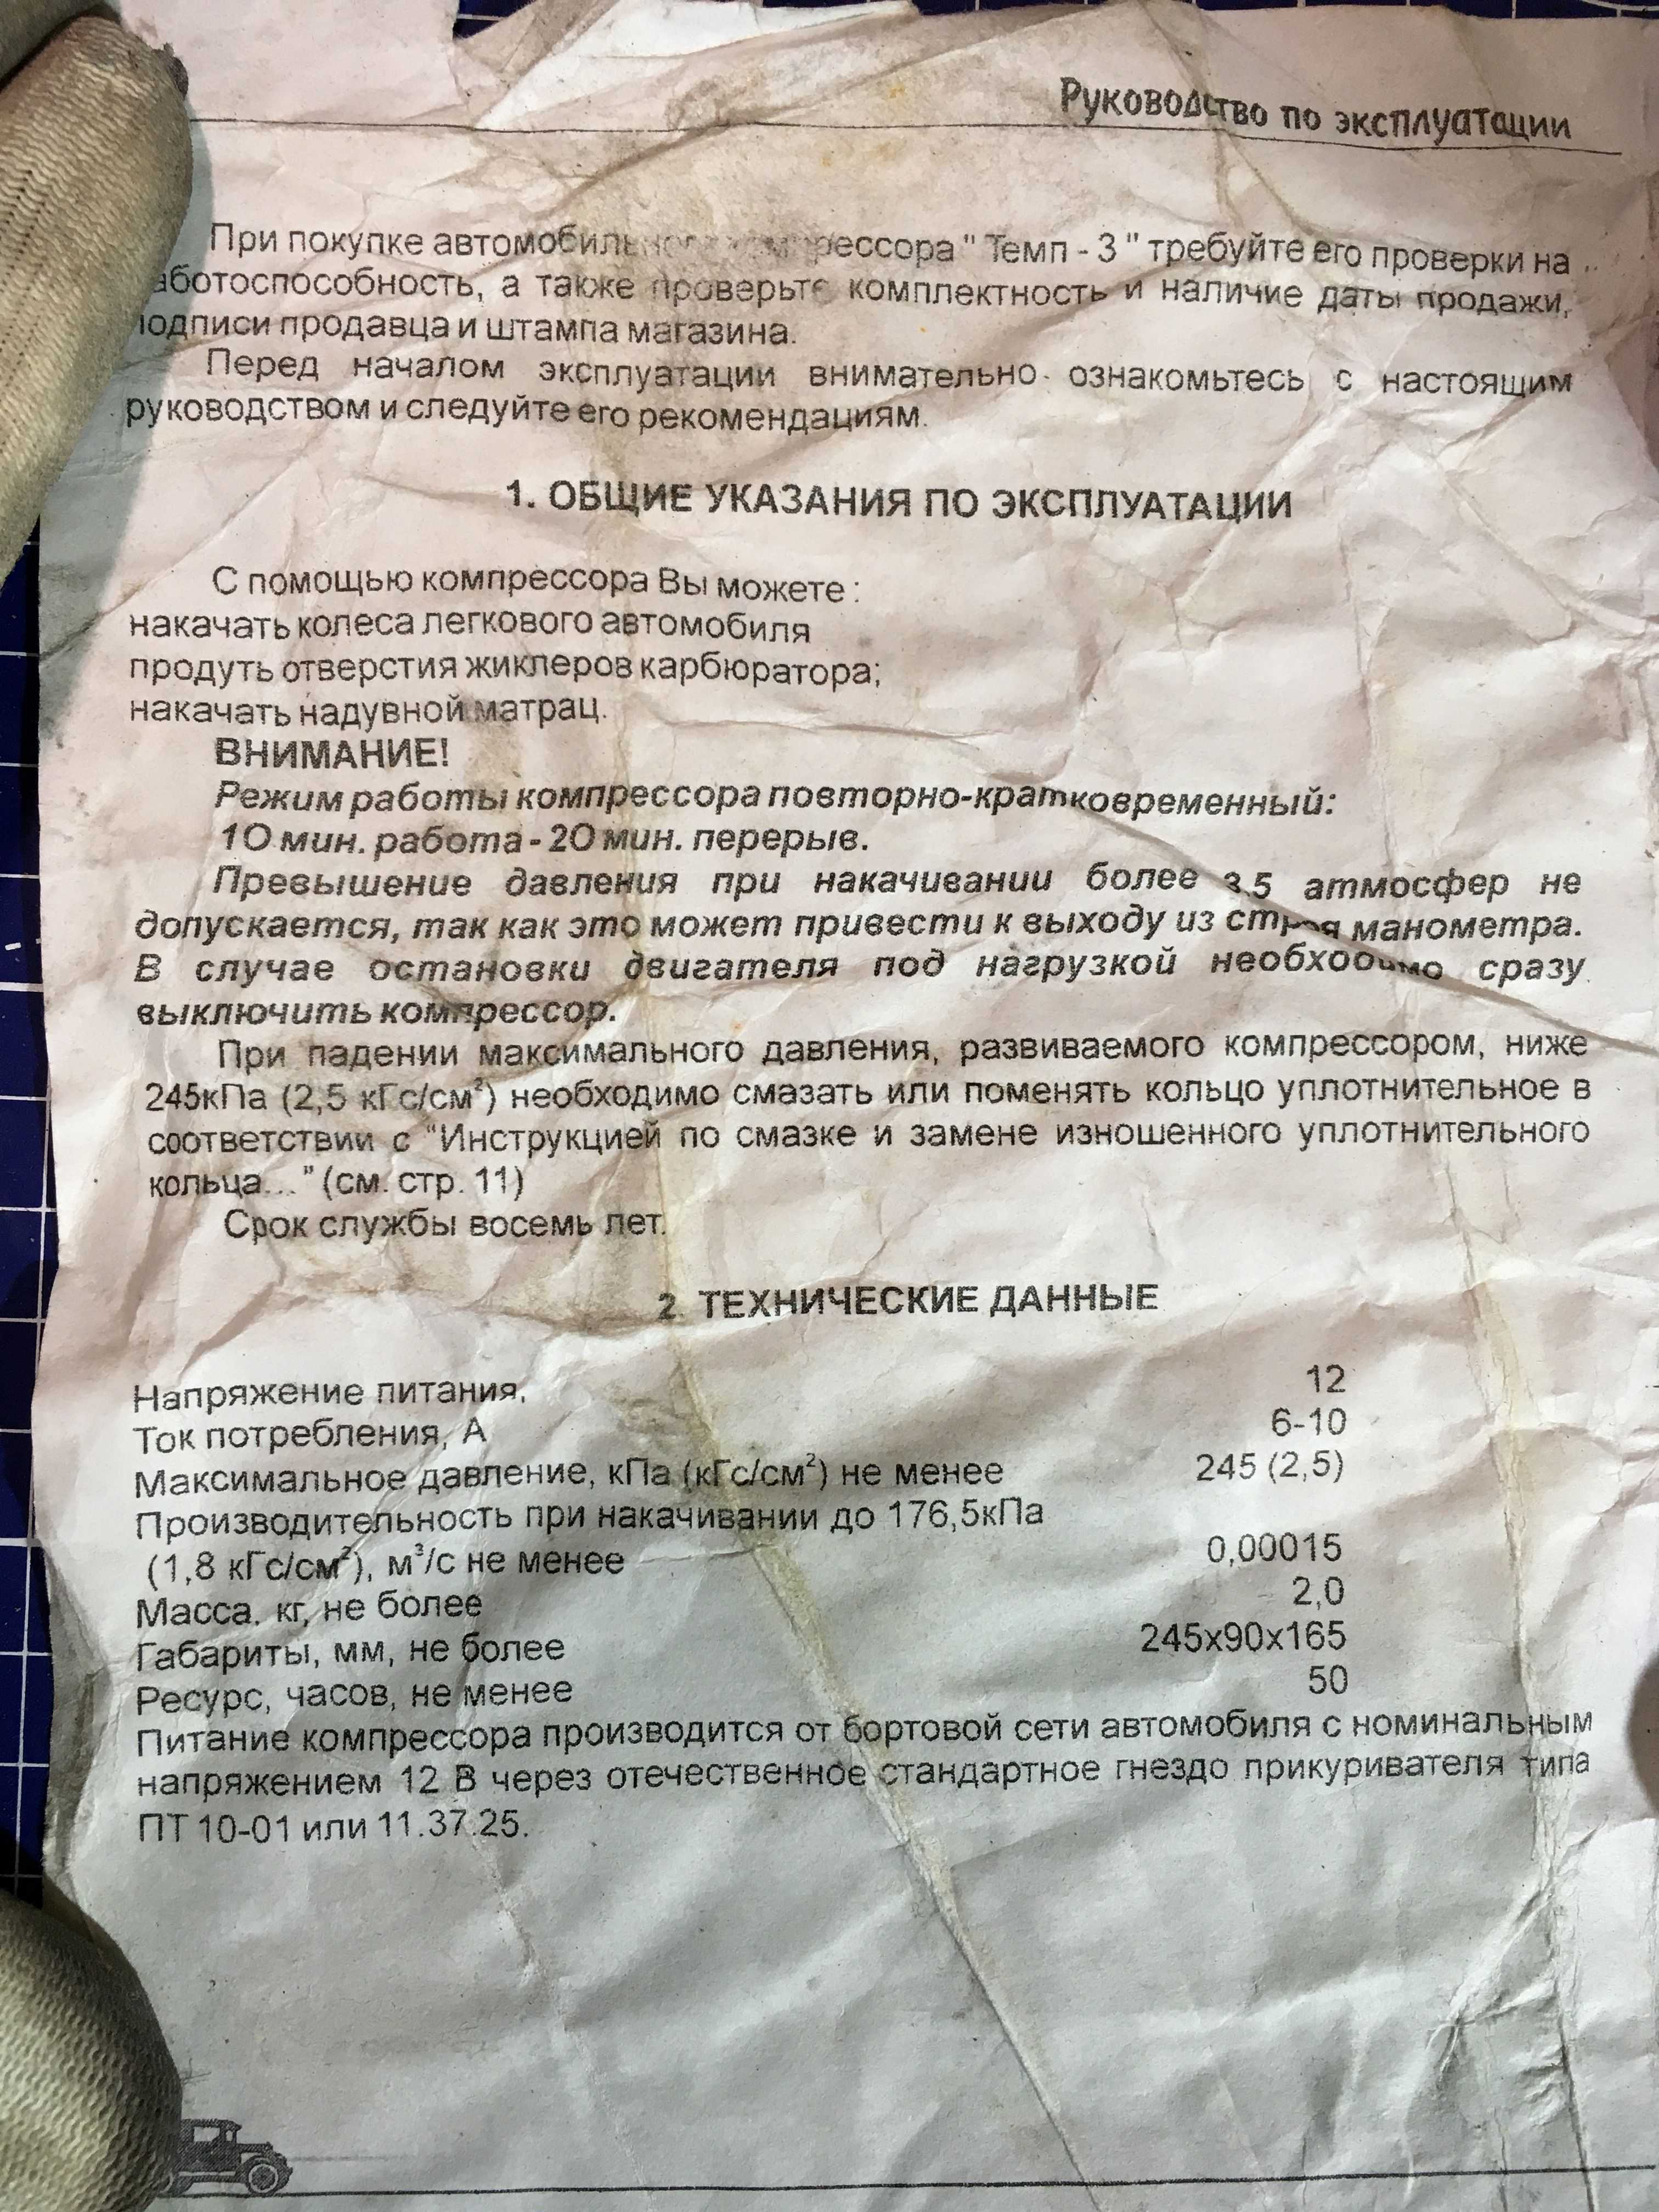 Руководство по эксплуатации
При покупке автомобильного компрессора " Темп - 3 " требуйте его проверки на
аботоспособность, а также проверьте комплектность и наличие даты продажи,
подписи продавца и штампа магазина.
Перед началом эксплуатации внимательно ознакомьтесь с настоящим
руководством и следуйте его рекомендациям.
1. ОБЩИЕ УКАЗАНИЯ ПО ЭКСПЛУАТАЦИИ
С помощью компрессора Вы можете :
накачать колеса легкового автомобиля
продуть отверстия жиклеров карбюратора;
накачать надувной матрац.
ВНИМАНИЕ!
Режим работы компрессора повторно-кратковременный:
10 мин. работа - 20 мин. перерыв.
Превышение давления при накачивании более 3,5 атмосфер не
допускается, так как это может привести к выходу из строя манометра.
В случае остановки двигателя под нагрузкой необходимо сразу
выключить компрессор.
При падении максимального давления, развиваемого компрессором, ниже
245кПа (2,5 кГс/см²) необходимо смазать или поменять кольцо уплотнительное в
соответствии с "Инструкцией по смазке и замене изношенного уплотнительного
кольца..." (см. стр. 11)
Срок службы восемь лет.
2 ТЕХНИЧЕСКИЕ ДАННЫЕ
Напряжение питания, 12
Ток потребления, А 6-10
Максимальное давление, кПа (кГс/см²) не менее 245 (2,5)
Производительность при накачивании до 176,5кПа
(1,8 кГс/см²), м³/с не менее 0,00015
Масса. кг, не более 2,0
Габариты, мм, не более 245х90х165
Ресурс, часов, не менее 50
Питание компрессора производится от бортовой сети автомобиля с номинальным
напряжением 12 В через отечественное стандартное гнездо прикуривателя типа
ПТ 10-01 или 11.37.25.